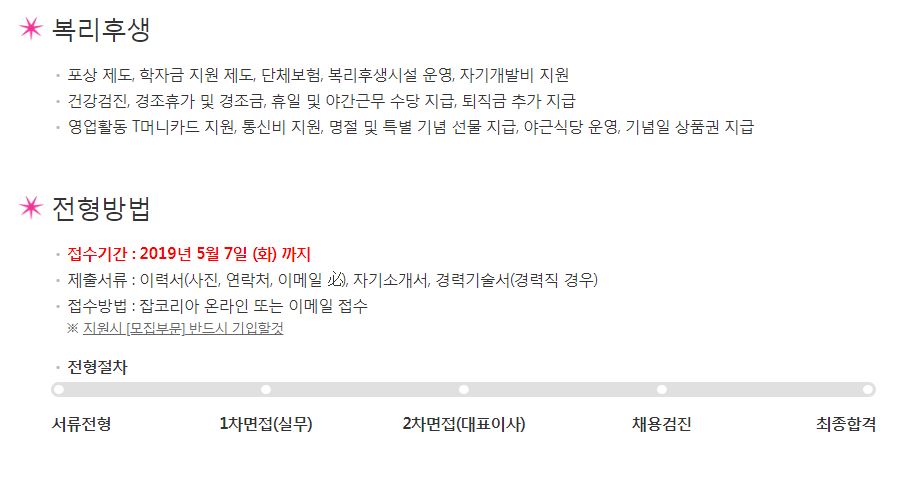 복리후생
· 포상 제도, 학자금 지원 제도, 단체보험, 복리후생시설 운영, 자기개발비 지원
· 건강검진, 경조휴가 및 경조금, 휴일 및 야간근무 수당 지급, 퇴직금 추가 지급
· 영업활동 T머니카드 지원, 통신비 지원, 명절 및 특별 기념 선물 지급, 야근식당 운영, 기념일 상품권 지급
전형방법
· 접수기간 : 2019년 5월 7일 (화) 까지
· 제출서류 : 이력서(사진, 연락처, 이메일 必), 자기소개서, 경력기술서(경력직 경우)
· 접수방법 : 잡코리아 온라인 또는 이메일 접수
※ 지원시 [모집부문] 반드시 기입할것
· 전형절차
서류전형 1차면접(실무) 2차면접(대표이사) 채용검진 최종합격